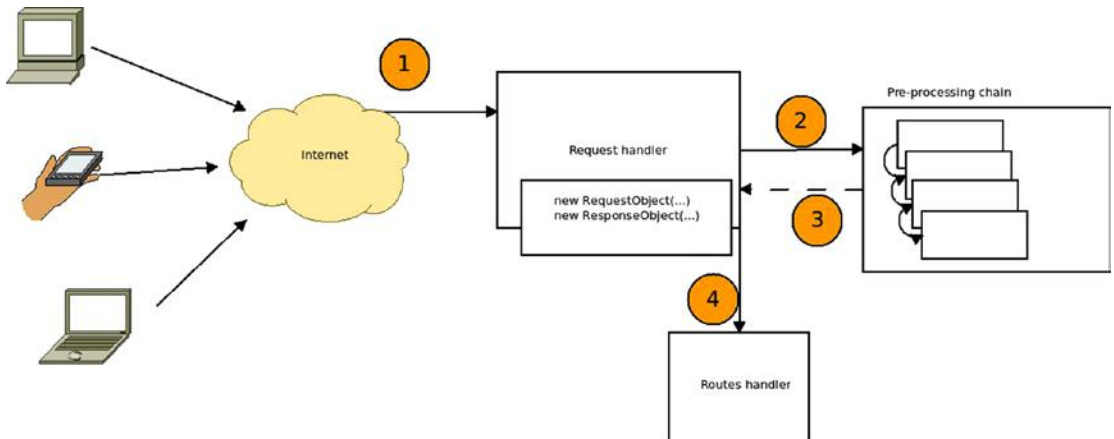 1
Pre-processing chain
2
Internet
Request handler
new RequestObject(...)
new ResponseObject(...)
3
4
Routes handler